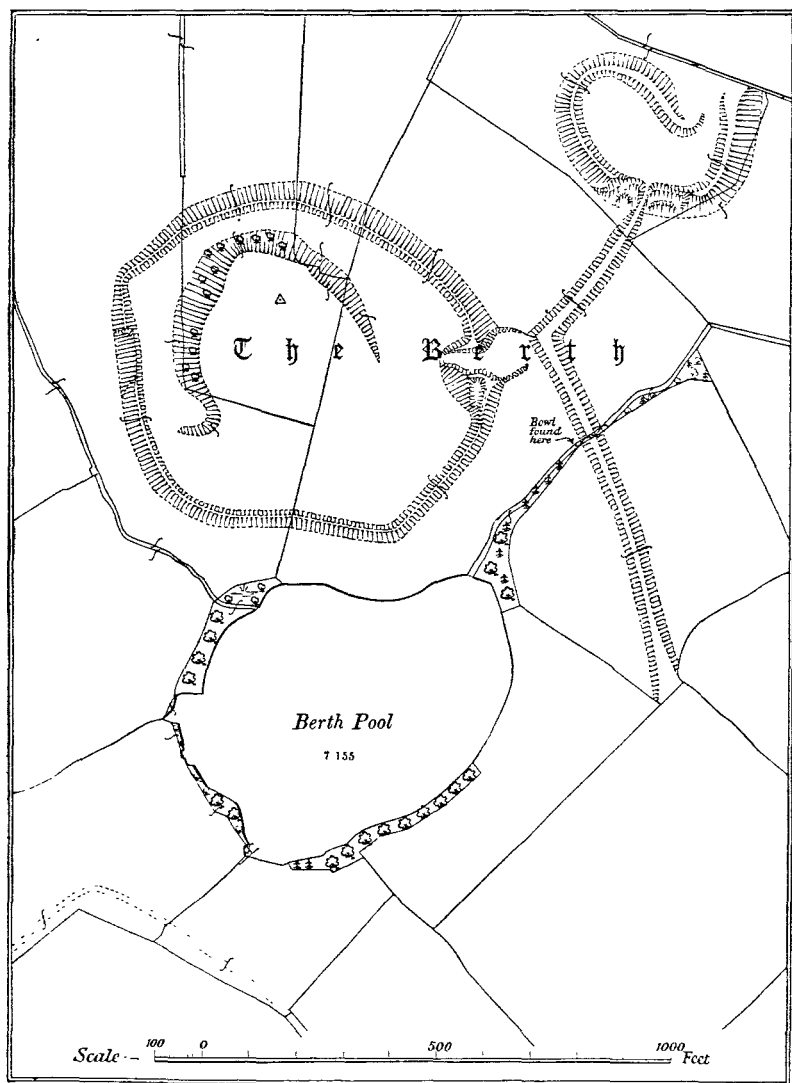 The Berth
Bowl
found
here
Berth Pool
7 155
100 0 500 1000
Scale Feet